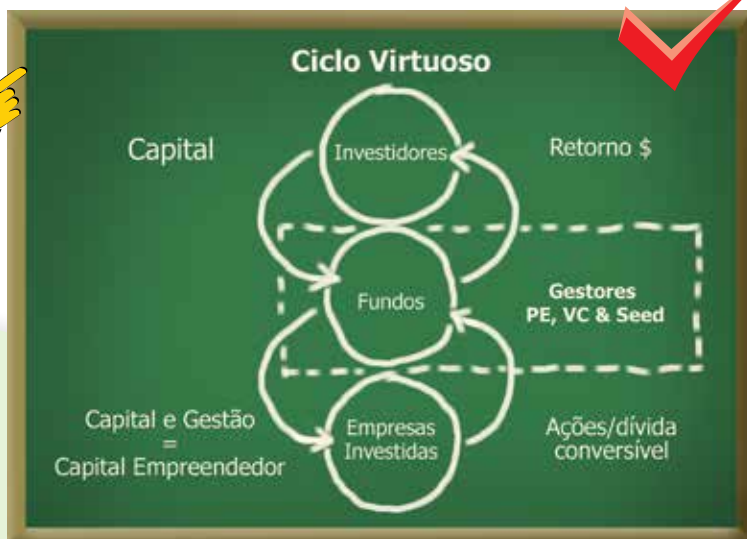 Ciclo Virtuoso
Capital
Investidores
Retorno $
Fundos
Gestores
PE, VC & Seed
Capital e Gestão
=
Capital Empreendedor
Empresas
Investidas
Ações/dívida
conversível